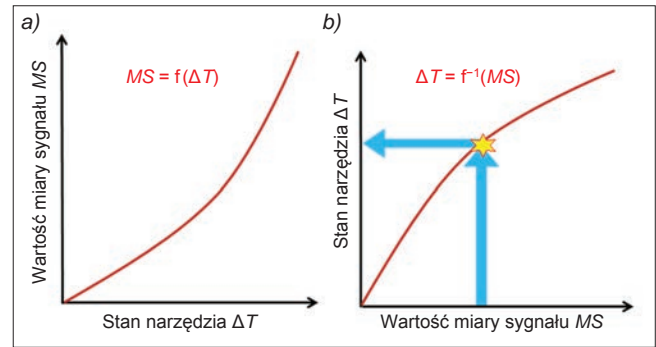 a)
MS = f(ΔT)
Wartość miary sygnału MS
Stan narzędzia ΔT
b)
ΔT = f⁻¹(MS)
Stan narzędzia ΔT
Wartość miary sygnału MS